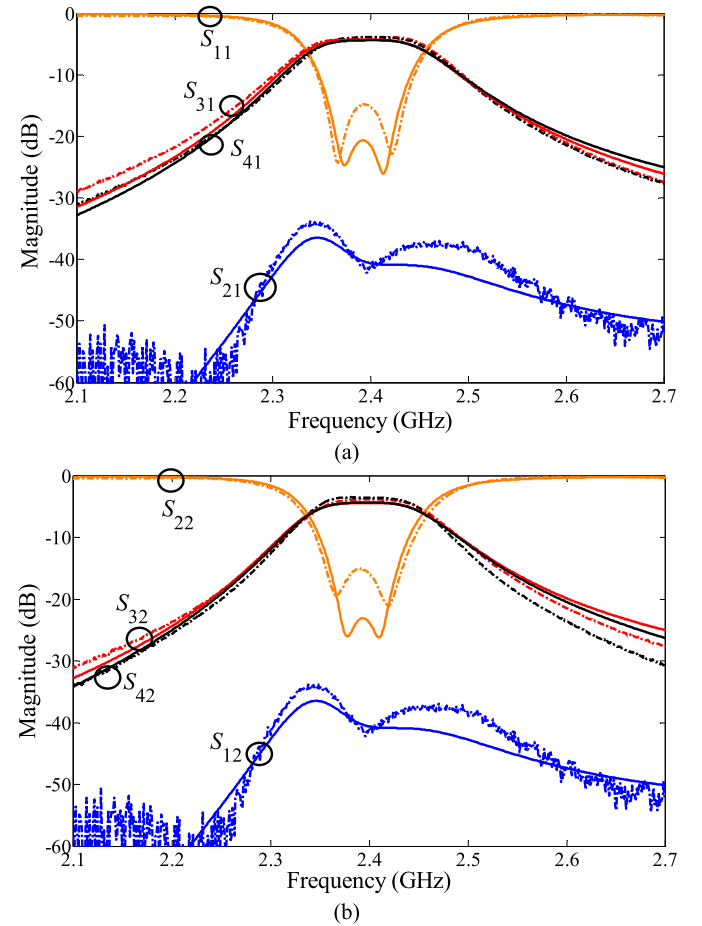 0
S11
-10
S31
-20
S41
Magnitude (dB)
-30
-40
S21
-50
-60
2.1 2.2 2.3 2.4 2.5 2.6 2.7
Frequency (GHz)
(a)
0
S22
-10
-20
Magnitude (dB)
S32
-30
S42
-40
S12
-50
-60
2.1 2.2 2.3 2.4 2.5 2.6 2.7
Frequency (GHz)
(b)